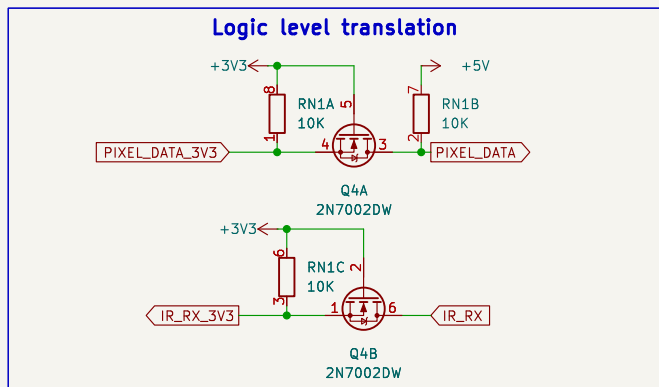 Logic level translation
+3V3
+5V
8
5
7
RN1A
10K
RN1B
10K
1
2
PIXEL_DATA_3V3
4
3
PIXEL_DATA
Q4A
2N7002DW
+3V3
6
2
RN1C
10K
3
IR_RX_3V3
1
6
IR_RX
Q4B
2N7002DW